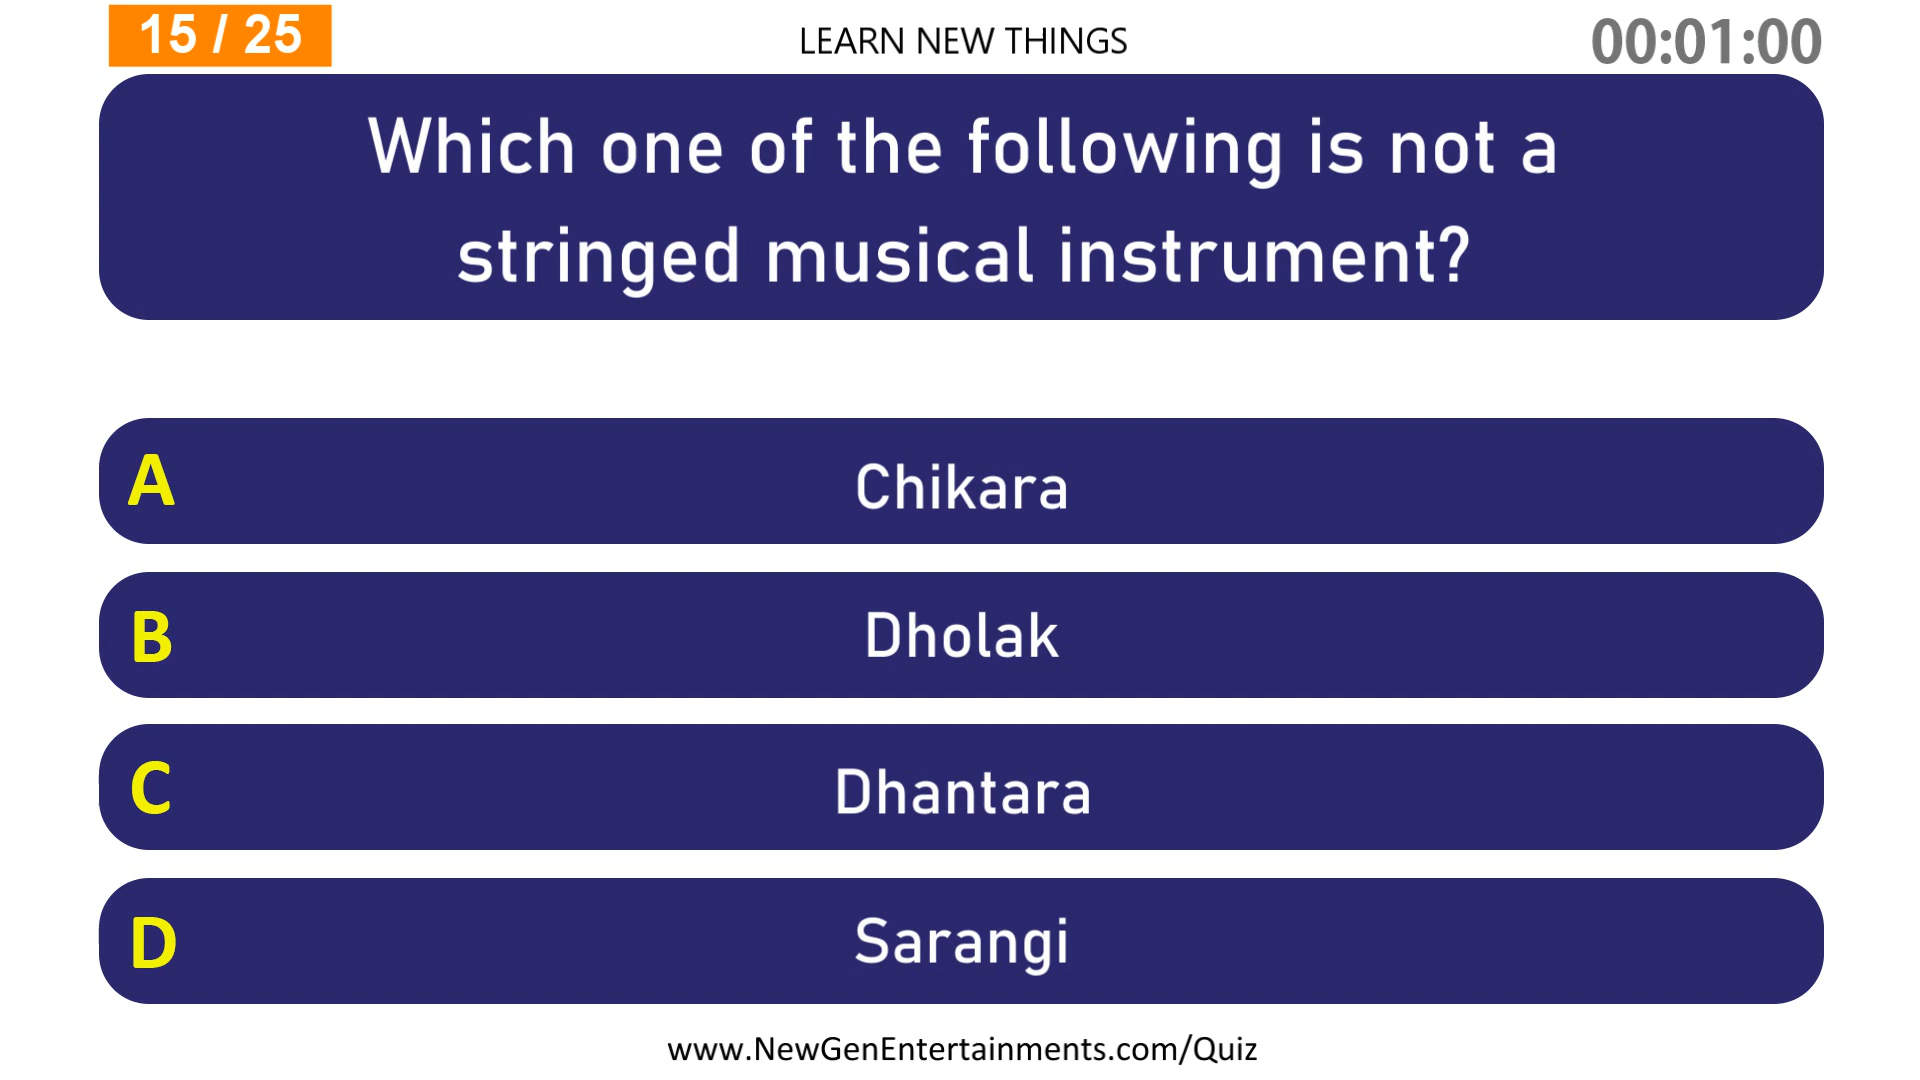 15 / 25
LEARN NEW THINGS
00:01:00
Which one of the following is not a
stringed musical instrument?
A
Chikara
B
Dholak
C
Dhantara
D
Sarangi
www.NewGenEntertainments.com/Quiz